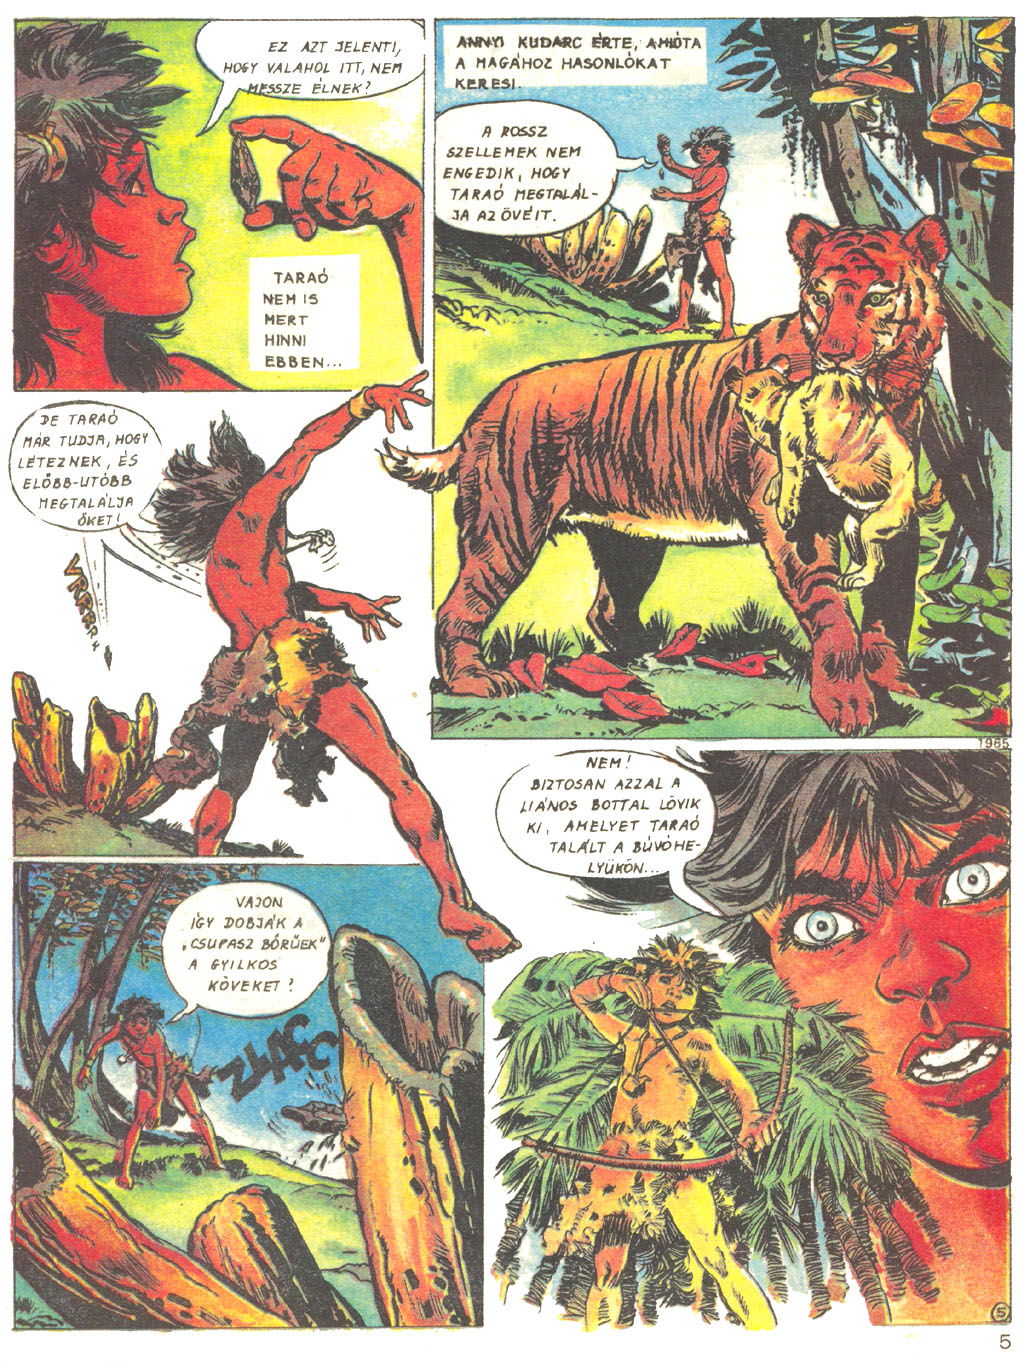 EZ AZT JELENTI,
HOGY VALAHOL ITT, NEM
MESSZE ÉLNEK?
TARAÓ
NEM IS
MERT
HINNI
EBBEN...
ANNYI KUDARC ÉRTE, AMIÓTA
A MAGÁHOZ HASONLÓKAT
KERESI.
A ROSSZ
SZELLEMEK NEM
ENGEDIK, HOGY
TARAÓ MEGTALÁL-
JA AZ ÖVÉIT.
1965
DE TARAÓ
MÁR TUDJA, HOGY
LÉTEZNEK, ÉS
ELŐBB-UTÓBB
MEGTALÁLJA
ŐKET!
VRRRRR
VAJON
ÍGY DOBJÁK A
„CSUPASZ BŐRŰEK"
A GYILKOS
KÖVEKET?
NEM!
BIZTOSAN AZZAL A
LIÁNOS BOTTAL LÖVIK
KI, AMELYET TARAÓ
TALÁLT A BÚVÓHE-
LYÜKÖN...
5
5